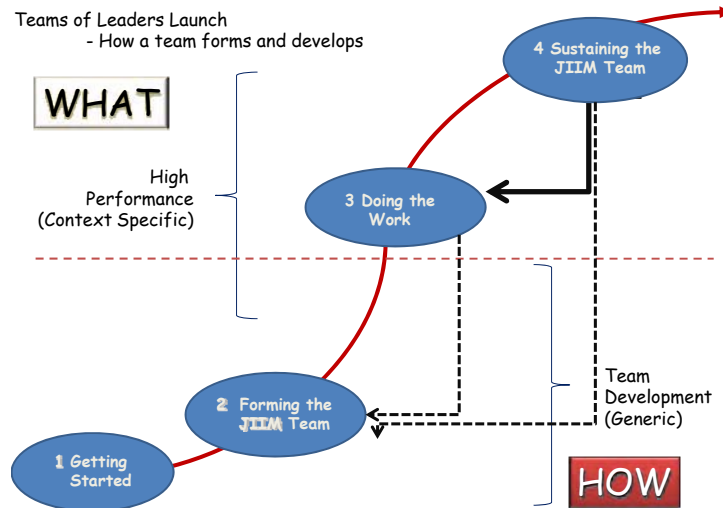 Teams of Leaders Launch
- How a team forms and develops
WHAT
4 Sustaining the
JIIM Team
High
Performance
(Context Specific)
3 Doing the
Work
2 Forming the
JIIM Team
Team
Development
(Generic)
1 Getting
Started
HOW